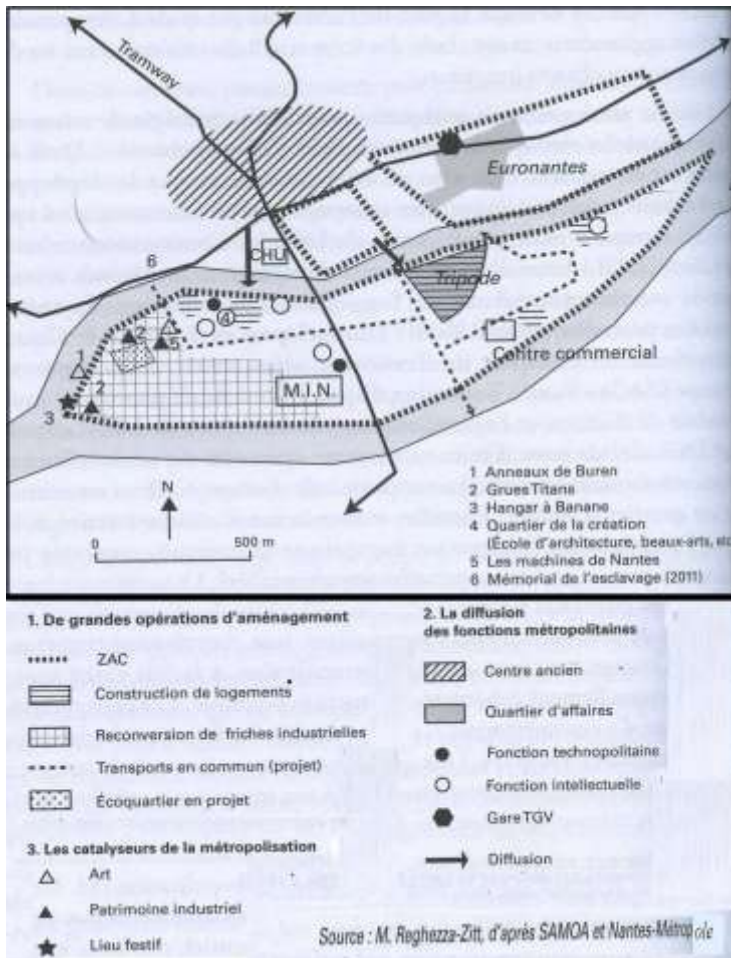 Tramway
Euronantes
CHU
6
Tripode
4
2
5
1
Centre commercial
M.I.N.
2
3
N
0 500 m
1 Anneaux de Buren
2 Grues Titana
3 Hangar à Banane
4 Quartier de la création
(École d'architecture, beaux-arts, etc
5 Les machines de Nantes
6 Mémorial de l'esclavage (2011)
1. De grandes opérations d'aménagement
ZAC
Construction de logements
Reconversion de friches industrielles
Transports en commun (projet)
Écoquartier en projet
3. Les catalyseurs de la métropolisation
Art
Patrimoine industriel
Lieu festif
2. La diffusion
des fonctions métropolitaines
Centre ancien
Quartier d'affaires
Fonction technopolitaine
Fonction intellectuelle
Gare TGV
Diffusion
Source : M. Reghezza-Zitt, d'après SAMOA et Nantes-Métropole